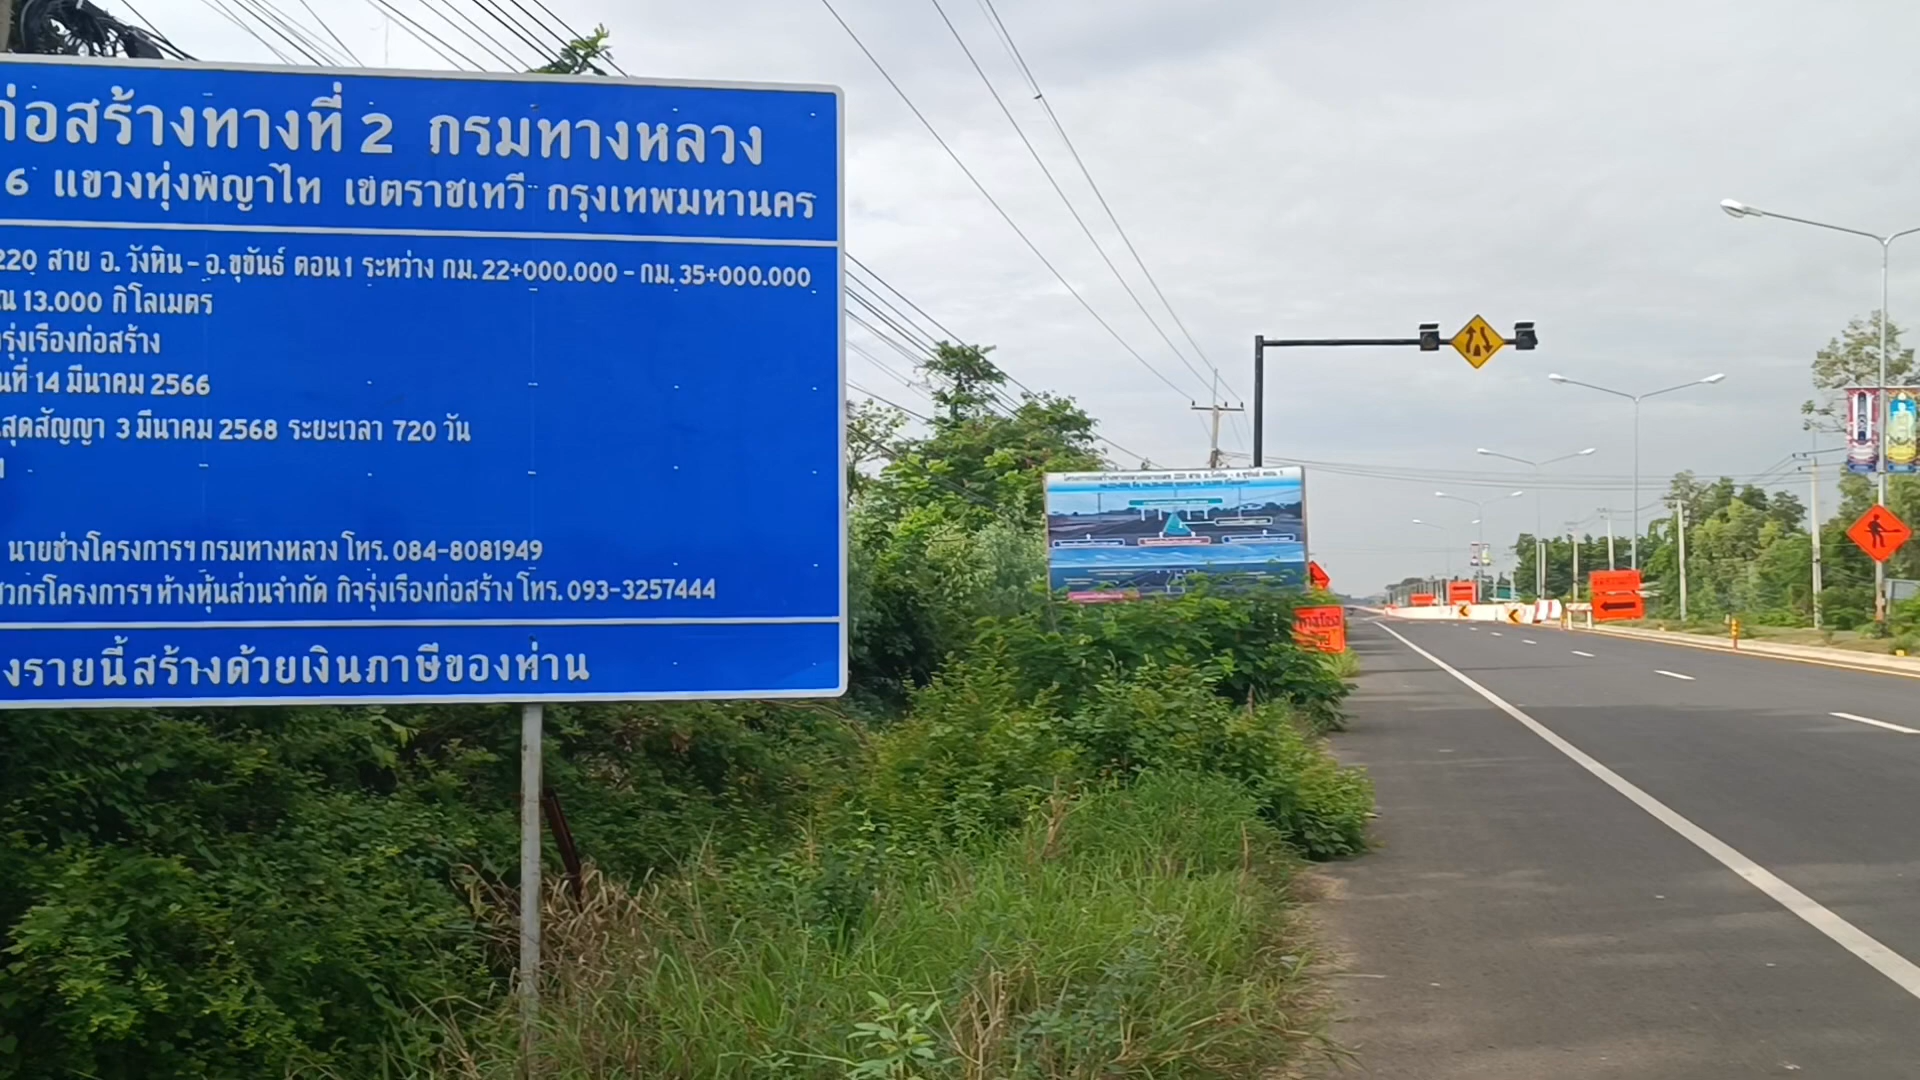 ก่อสร้างทางที่ 2 กรมทางหลวง
6 แขวงทุ่งพญาไท เขตราชเทวี กรุงเทพมหานคร
220 สาย อ.วังหิน - อ.ขุขันธ์ ตอน 1 ระหว่าง กม. 22+000.000 - กม. 35+000.000
ณ 13.000 กิโลเมตร
รุ่งเรืองก่อสร้าง
นที่ 14 มีนาคม 2566
สุดสัญญา 3 มีนาคม 2568 ระยะเวลา 720 วัน
นายช่างโครงการฯ กรมทางหลวง โทร. 084-8081949
ศวกรโครงการฯ ห้างหุ้นส่วนจำกัด กิจรุ่งเรืองก่อสร้าง โทร. 093-3257444
งรายนี้สร้างด้วยเงินภาษีของท่าน